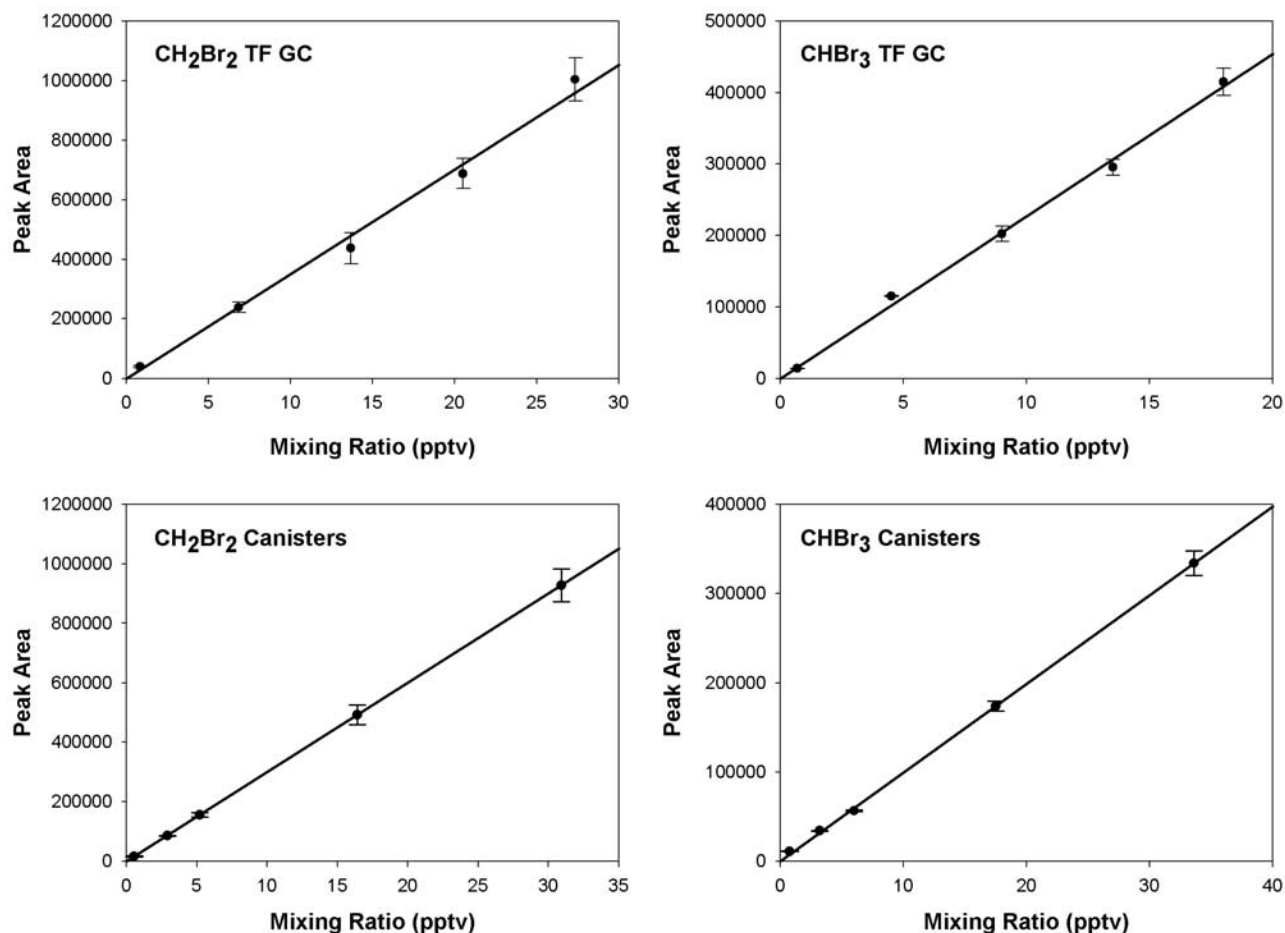 CH2Br2 TF GC
Peak Area
1200000
1000000
800000
600000
400000
200000
0
0 5 10 15 20 25 30
Mixing Ratio (pptv)
CHBr3 TF GC
Peak Area
500000
400000
300000
200000
100000
0
0 5 10 15 20
Mixing Ratio (pptv)
CH2Br2 Canisters
Peak Area
1200000
1000000
800000
600000
400000
200000
0
0 5 10 15 20 25 30 35
Mixing Ratio (pptv)
CHBr3 Canisters
Peak Area
400000
300000
200000
100000
0
0 10 20 30 40
Mixing Ratio (pptv)